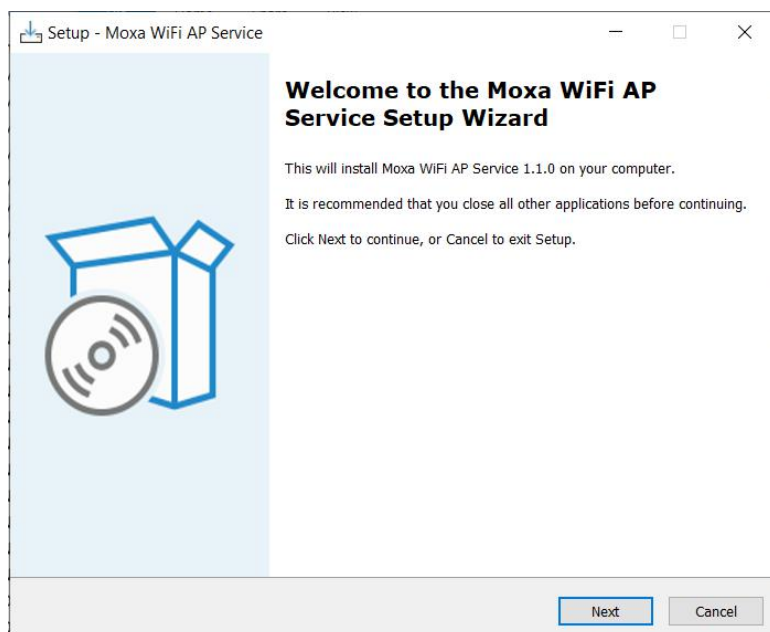 Setup - Moxa WiFi AP Service
Welcome to the Moxa WiFi AP
Service Setup Wizard
This will install Moxa WiFi AP Service 1.1.0 on your computer.
It is recommended that you close all other applications before continuing.
Click Next to continue, or Cancel to exit Setup.
Next
Cancel